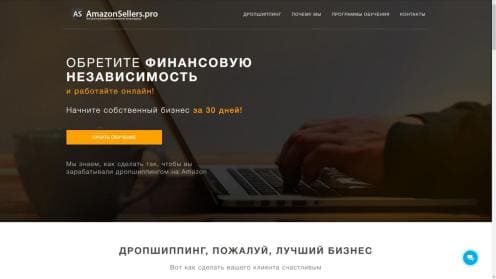 AS AmazonSellers.pro
ДРОПШИППИНГ ПОЧЕМУ МЫ ПРОГРАММЫ ОБУЧЕНИЯ КОНТАКТЫ
ОБРЕТИТЕ ФИНАНСОВУЮ
НЕЗАВИСИМОСТЬ
и работайте онлайн!
Начните собственный бизнес за 30 дней!
НАЧАТЬ ОБУЧЕНИЕ
Мы знаем, как сделать так, чтобы вы
зарабатывали дропшиппингом на Amazon
ДРОПШИППИНГ, ПОЖАЛУЙ, ЛУЧШИЙ БИЗНЕС
Вот как сделать вашего клиента счастливым